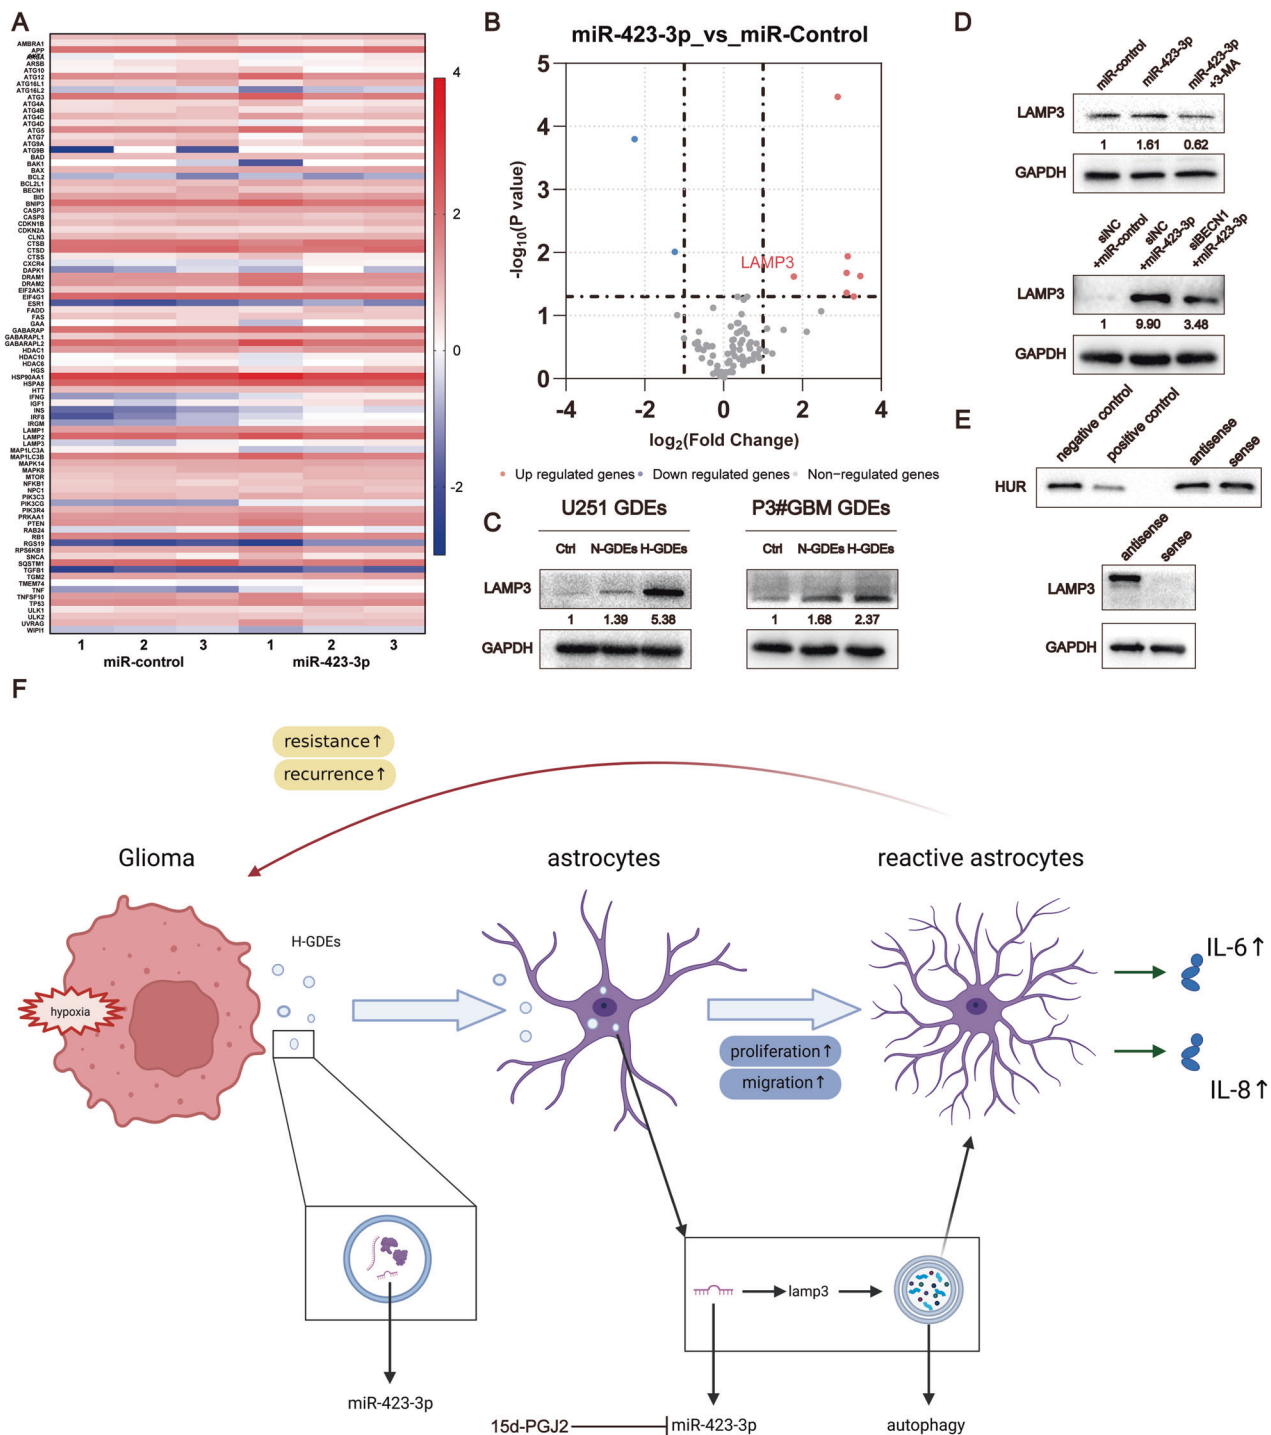 A
AMBRA1
APP
ARSA
ARSB
ATG10
ATG12
ATG16L1
ATG16L2
ATG3
ATG4A
ATG4B
ATG4C
ATG4D
ATG5
ATG7
ATG9A
ATG9B
BAD
BAK1
BAX
BCL2
BCL2L1
BECN1
BID
BNIP3
CASP3
CASP8
CDKN1B
CDKN2A
CLN3
CTSB
CTSD
CTSS
CXCR4
DAPK1
DRAM1
DRAM2
EIF2AK3
EIF4G1
ESR1
FADD
FAS
GAA
GABARAP
GABARAPL1
GABARAPL2
HDAC1
HDAC10
HDAC6
HGS
HSP90AA1
HSPA8
HTT
IFNG
IGF1
INS
IRF8
IRGM
LAMP1
LAMP2
LAMP3
MAP1LC3A
MAP1LC3B
MAPK14
MAPK8
MTOR
NFKB1
NPC1
PIK3C3
PIK3CG
PIK3R4
PRKAA1
PTEN
RAB24
RB1
RGS19
RPS6KB1
SNCA
SQSTM1
TGFB1
TGM2
TMEM74
TNF
TNFSF10
TP53
ULK1
ULK2
UVRAG
WIPI1
1 2 3 1 2 3
miR-control miR-423-3p
4
2
0
-2
B
miR-423-3p_vs_miR-Control
-log10(P value)
5
4
3
2
1
0
LAMP3
-4 -2 0 2 4
log2(Fold Change)
Up regulated genes Down regulated genes Non-regulated genes
C
U251 GDEs P3#GBM GDEs
Ctrl N-GDEs H-GDEs Ctrl N-GDEs H-GDEs
LAMP3
1 1.39 5.38 1 1.68 2.37
GAPDH
D
miR-control miR-423-3p miR-423-3p
+3-MA
LAMP3
1 1.61 0.62
GAPDH
siNC siNC siBECN1
+miR-control +miR-423-3p +miR-423-3p
LAMP3
1 9.90 3.48
GAPDH
E
negative control positive control antisense sense
HUR
antisense sense
LAMP3
GAPDH
F
resistance↑
recurrence↑
Glioma astrocytes reactive astrocytes
H-GDEs
hypoxia
proliferation↑
migration↑
IL-6↑
IL-8↑
lamp3
miR-423-3p
15d-PGJ2 miR-423-3p autophagy